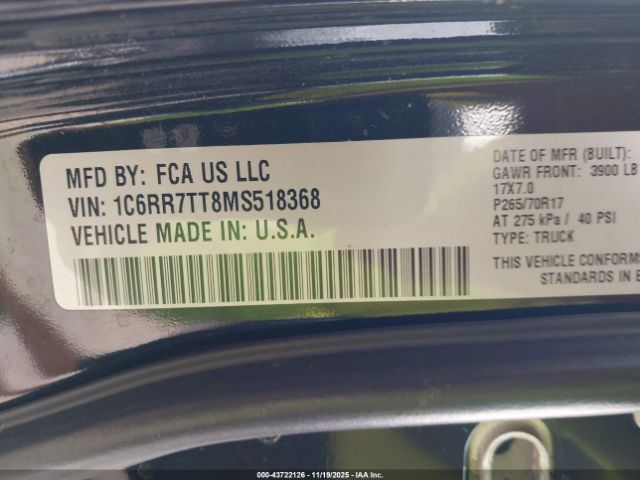 MFD BY: FCA US LLC
VIN: 1C6RR7TT8MS518368
VEHICLE MADE IN: U.S.A.
DATE OF MFR (BUILT):
GAWR FRONT: 3900 LB
17X7.0
P265/70R17
AT 275 kPa / 40 PSI
TYPE: TRUCK
THIS VEHICLE CONFORMS
STANDARDS IN
000-43722126 - 11/19/2025 - IAAI, Inc.